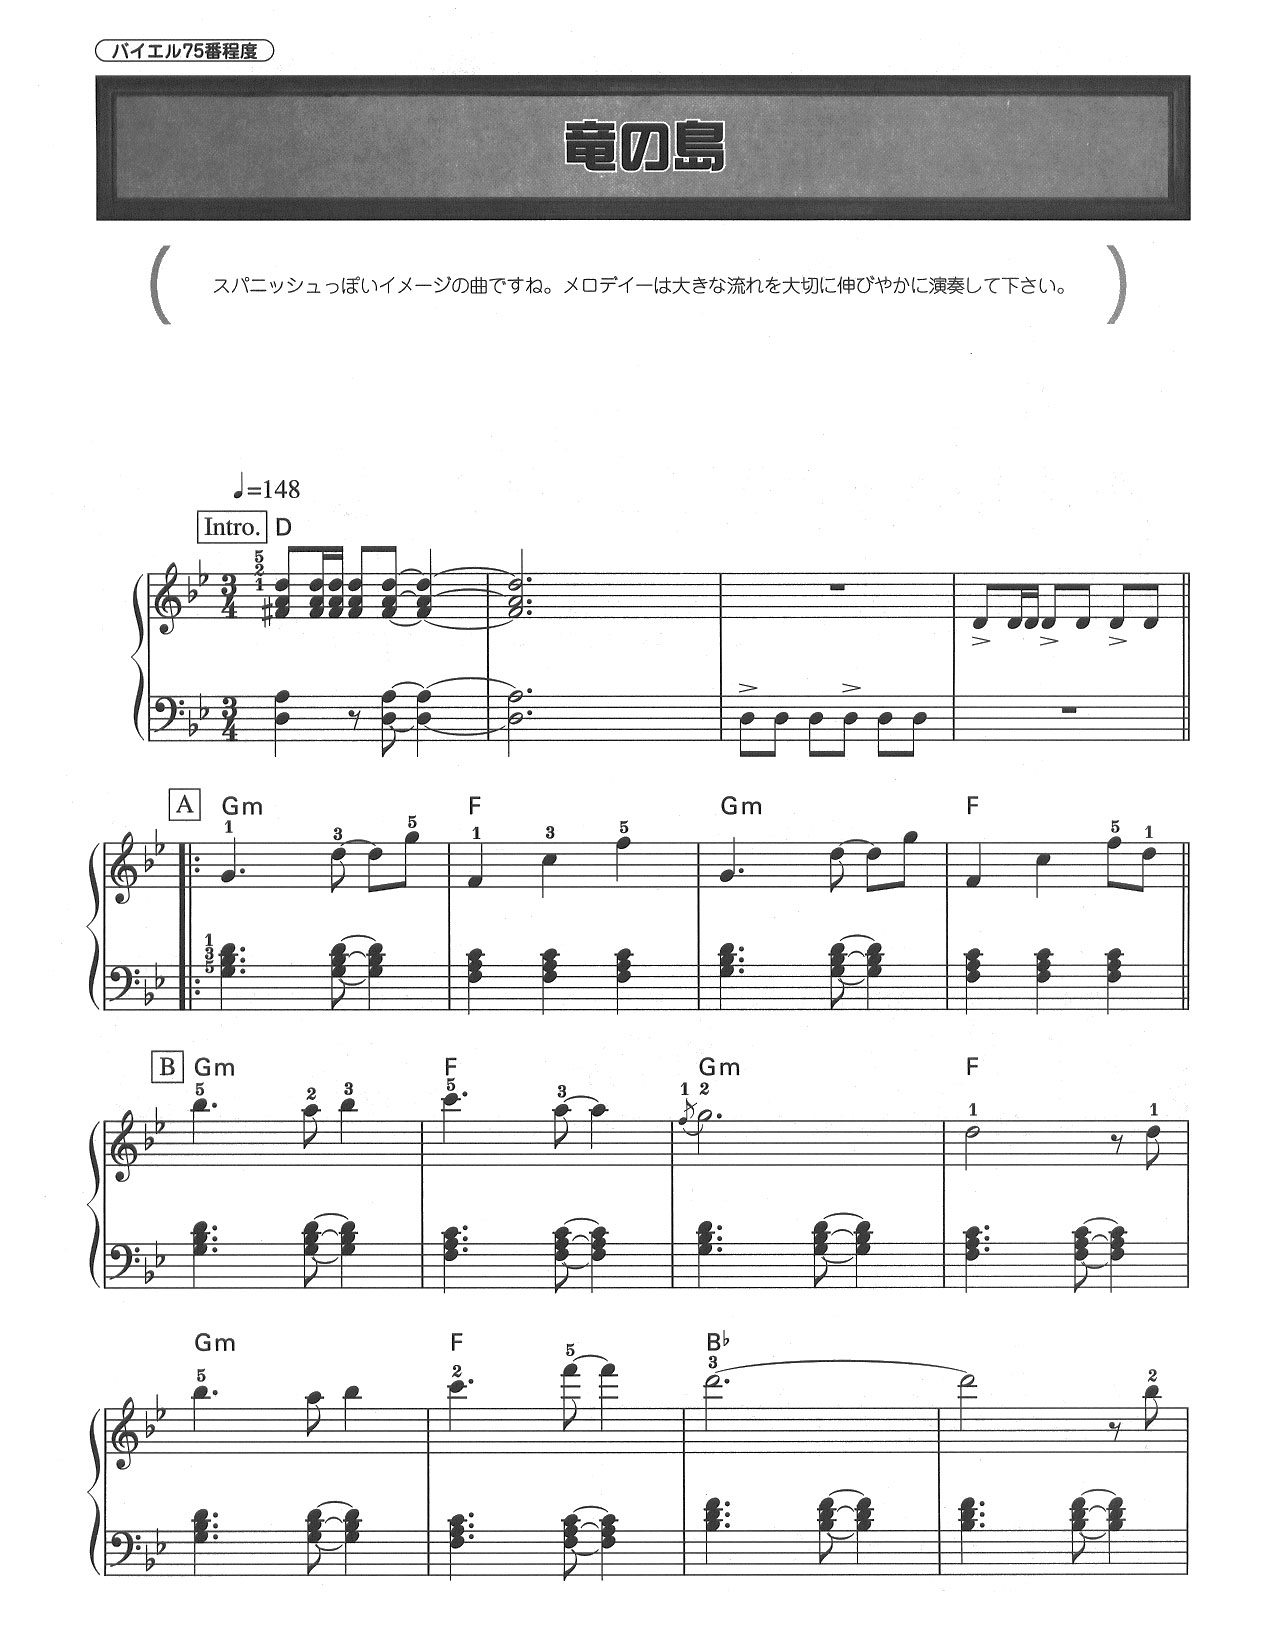 バイエル75番程度
竜の島
スパニッシュっぽいイメージの曲ですね。メロデイーは大きな流れを大切に伸びやかに演奏して下さい。
♩=148
Intro. D
5
2
1
3
4
3
4
A Gm F Gm F
1 3 5 1 3 5 5 1
1
3
5
B Gm F Gm F
5 2 3 5 3 1 2 1 1
Gm F B♭
5 2 5 3 2